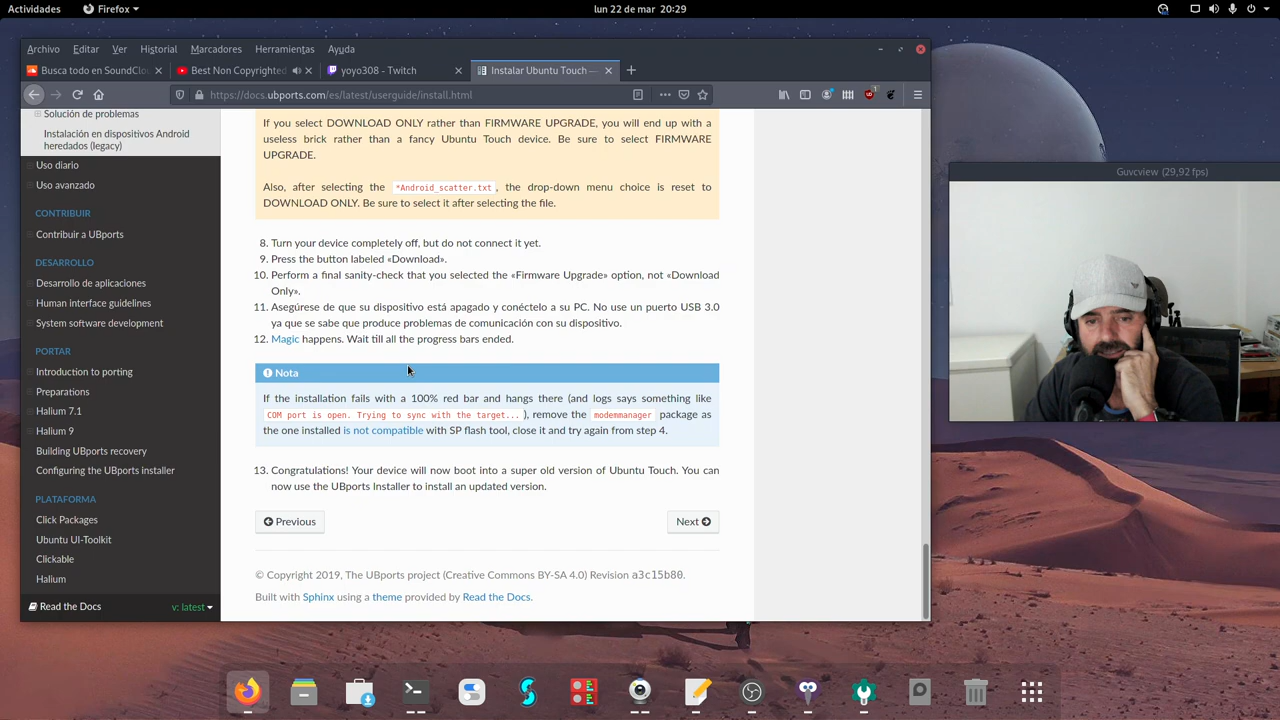 Actividades
Firefox
lun 22 de mar 20:29
Archivo Editar Ver Historial Marcadores Herramientas Ayuda
Busca todo en SoundClo
Best Non Copyrighted
yoyo308 - Twitch
Instalar Ubuntu Touch —
https://docs.ubports.com/es/latest/userguide/install.html
1
Solución de problemas
Instalación en dispositivos Android
heredados (legacy)
Uso diario
Uso avanzado
CONTRIBUIR
Contribuir a UBports
DESARROLLO
Desarrollo de aplicaciones
Human interface guidelines
System software development
PORTAR
Introduction to porting
Preparations
Halium 7.1
Halium 9
Building UBports recovery
Configuring the UBports installer
PLATAFORMA
Click Packages
Ubuntu UI-Toolkit
Clickable
Halium
Read the Docs
v: latest
If you select DOWNLOAD ONLY rather than FIRMWARE UPGRADE, you will end up with a
useless brick rather than a fancy Ubuntu Touch device. Be sure to select FIRMWARE
UPGRADE.
Also, after selecting the *Android_scatter.txt, the drop-down menu choice is reset to
DOWNLOAD ONLY. Be sure to select it after selecting the file.
8. Turn your device completely off, but do not connect it yet.
9. Press the button labeled «Download».
10. Perform a final sanity-check that you selected the «Firmware Upgrade» option, not «Download
Only».
11. Asegúrese de que su dispositivo está apagado y conéctelo a su PC. No use un puerto USB 3.0
ya que se sabe que produce problemas de comunicación con su dispositivo.
12. Magic happens. Wait till all the progress bars ended.
Nota
If the installation fails with a 100% red bar and hangs there (and logs says something like
COM port is open. Trying to sync with the target...), remove the modemmanager package as
the one installed is not compatible with SP flash tool, close it and try again from step 4.
13. Congratulations! Your device will now boot into a super old version of Ubuntu Touch. You can
now use the UBports Installer to install an updated version.
Previous
Next
© Copyright 2019, The UBports project (Creative Commons BY-SA 4.0) Revision a3c15b80.
Built with Sphinx using a theme provided by Read the Docs.
Guvcview (29,92 fps)